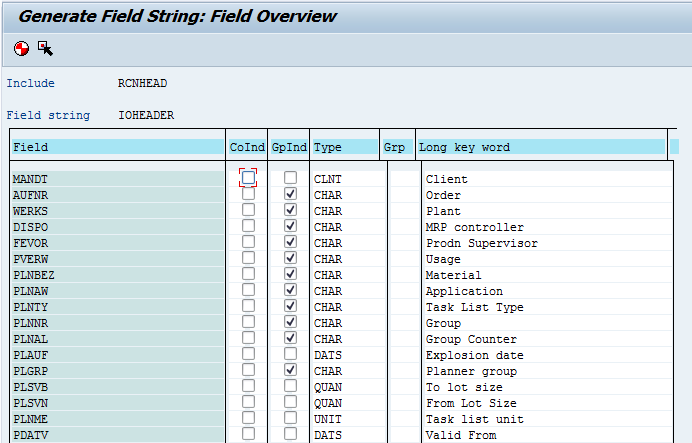 Generate Field String: Field Overview
Include RCNHEAD
Field string IOHEADER
Field CoInd GpInd Type Grp Long key word
MANDT CLNT Client
AUFNR CHAR Order
WERKS CHAR Plant
DISPO CHAR MRP controller
FEVOR CHAR Prodn Supervisor
PVERW CHAR Usage
PLNBEZ CHAR Material
PLNAW CHAR Application
PLNTY CHAR Task List Type
PLNNR CHAR Group
PLNAL CHAR Group Counter
PLAUF DATS Explosion date
PLGRP CHAR Planner group
PLSVB QUAN To lot size
PLSVN QUAN From Lot Size
PLNME UNIT Task list unit
PDATV DATS Valid From